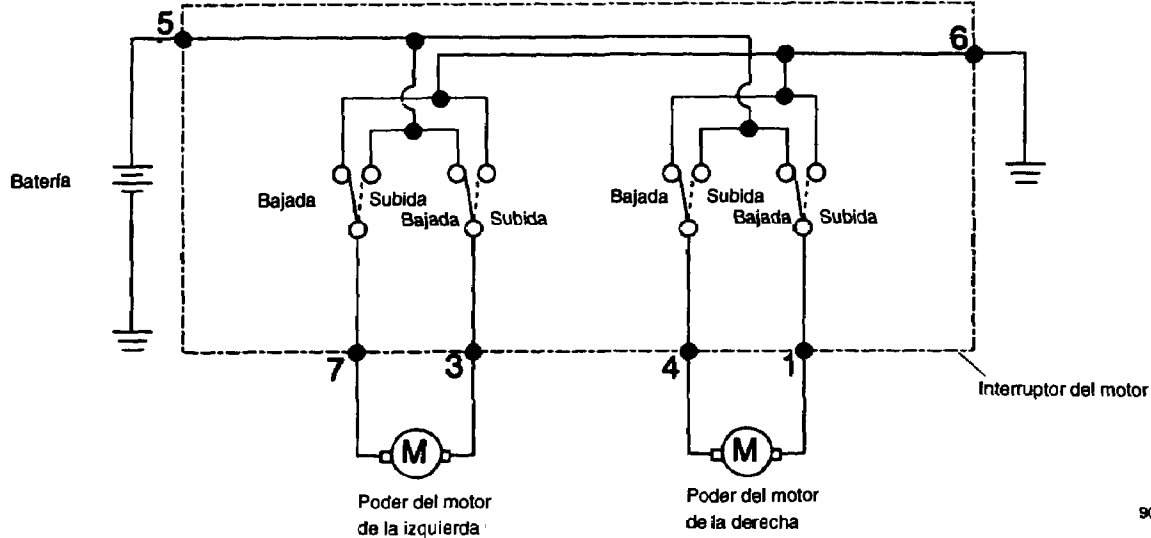 5
6
Batería
Bajada
Subida
Bajada
Subida
Bajada
Subida
Bajada
Subida
7
3
4
1
Interruptor del motor
M
M
Poder del motor
de la izquierda
Poder del motor
de la derecha
90